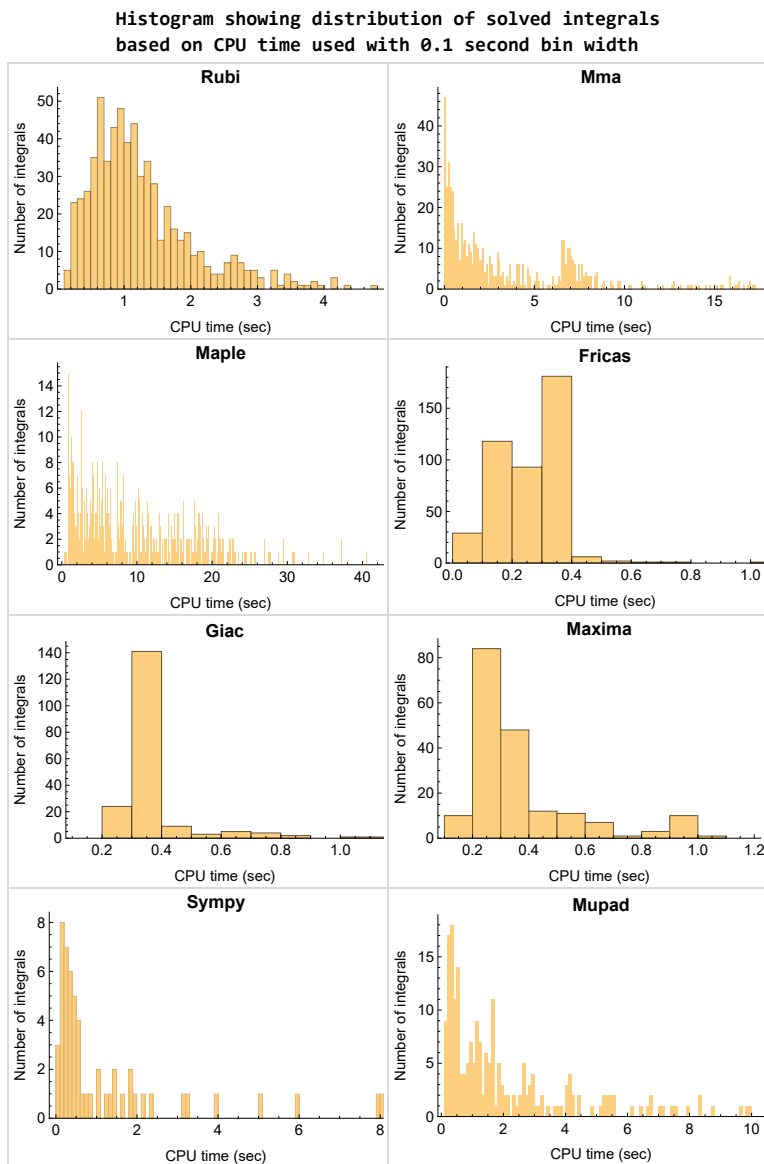 Histogram showing distribution of solved integrals
based on CPU time used with 0.1 second bin width
Rubi
Number of integrals
50
40
30
20
10
0
1 2 3 4
CPU time (sec)
Mma
Number of integrals
40
30
20
10
0
0 5 10 15
CPU time (sec)
Maple
Number of integrals
14
12
10
8
6
4
2
0
0 10 20 30 40
CPU time (sec)
Fricas
Number of integrals
150
100
50
0
0.0 0.2 0.4 0.6 0.8 1.0
CPU time (sec)
Giac
Number of integrals
140
120
100
80
60
40
20
0
0.2 0.4 0.6 0.8 1.0
CPU time (sec)
Maxima
Number of integrals
80
60
40
20
0
0.2 0.4 0.6 0.8 1.0 1.2
CPU time (sec)
Sympy
Number of integrals
8
6
4
2
0
0 2 4 6 8
CPU time (sec)
Mupad
Number of integrals
15
10
5
0
0 2 4 6 8 10
CPU time (sec)